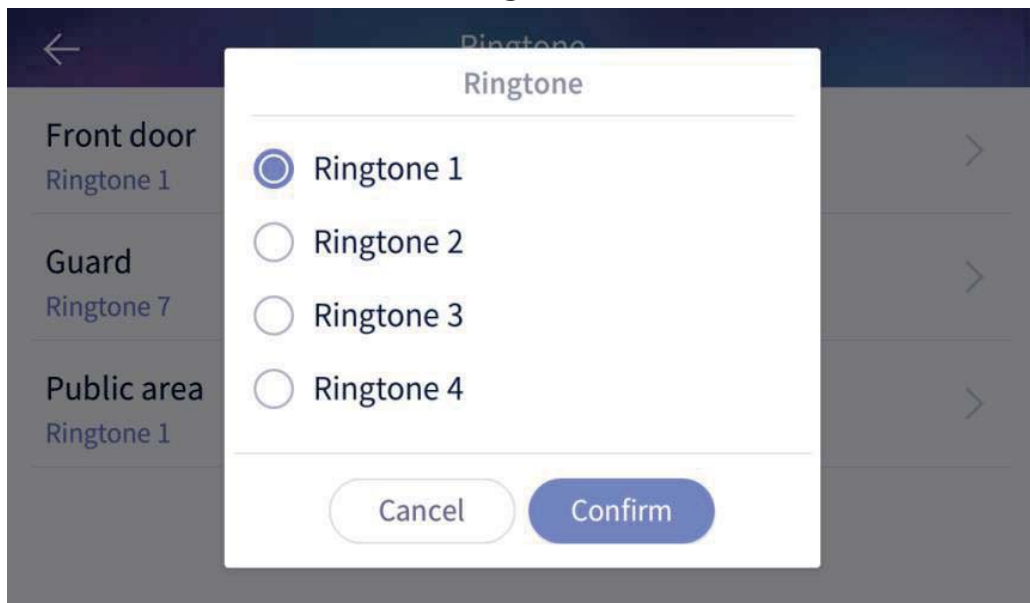 Ringtone
Ringtone
Front door
Ringtone 1
Guard
Ringtone 7
Public area
Ringtone 1
Ringtone 1
Ringtone 2
Ringtone 3
Ringtone 4
Cancel
Confirm